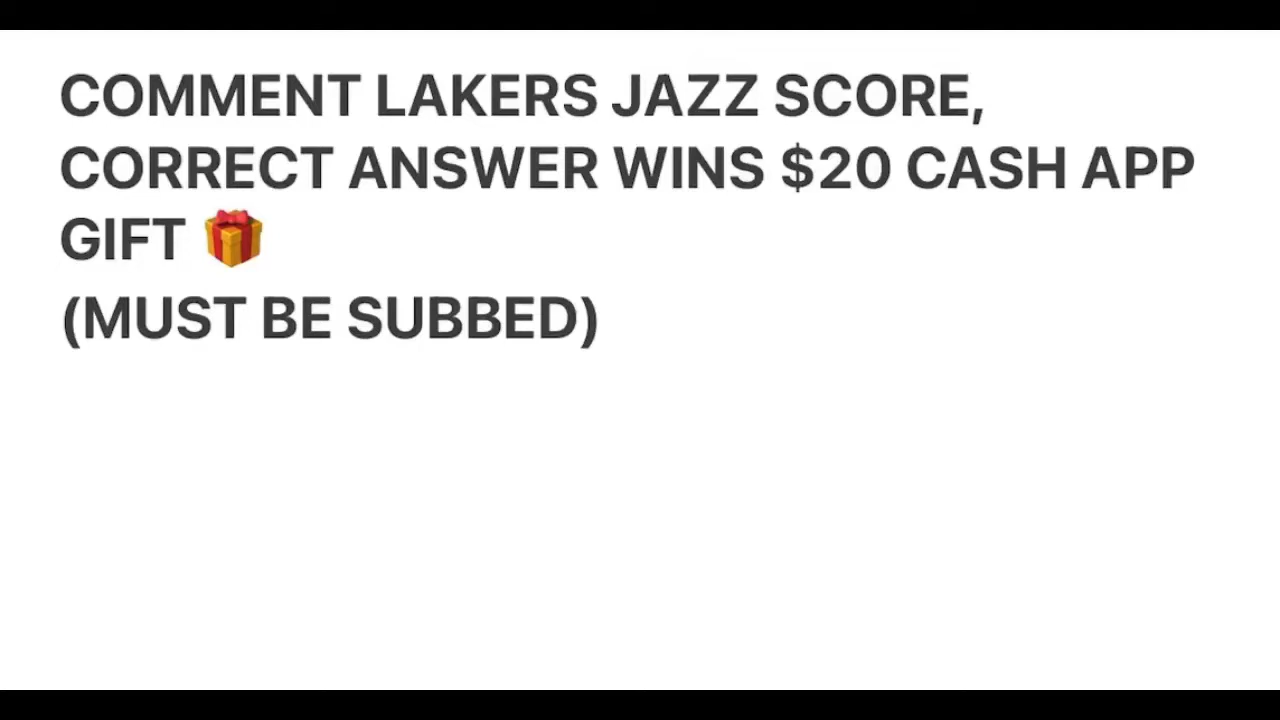 COMMENT LAKERS JAZZ SCORE,
CORRECT ANSWER WINS $20 CASH APP
GIFT 🎁
(MUST BE SUBBED)